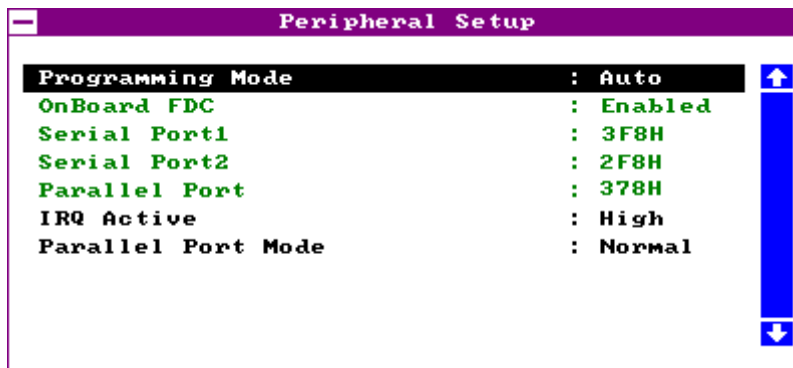 Peripheral Setup
Programming Mode : Auto
OnBoard FDC : Enabled
Serial Port1 : 3F8H
Serial Port2 : 2F8H
Parallel Port : 378H
IRQ Active : High
Parallel Port Mode : Normal